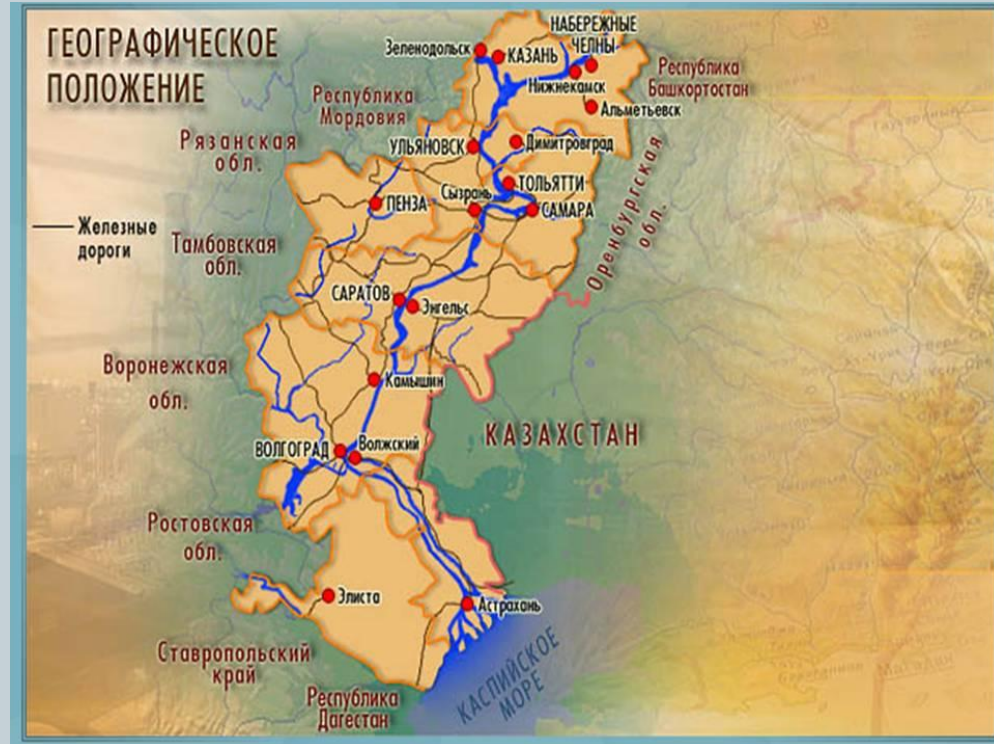 ГЕОГРАФИЧЕСКОЕ
ПОЛОЖЕНИЕ
НАБЕРЕЖНЫЕ
ЧЕЛНЫ
Зеленодольск
КАЗАНЬ
Нижнекамск
Республика
Башкортостан
Альметьевск
Республика
Мордовия
Рязанская
обл.
УЛЬЯНОВСК
Димитровград
ТОЛЬЯТТИ
Сызрань
ПЕНЗА
САМАРА
Оренбургская
обл.
Железные
дороги
Тамбовская
обл.
САРАТОВ
Энгельс
Воронежская
обл.
Камышин
КАЗАХСТАН
ВОЛГОГРАД
Волжский
Ростовская
обл.
Элиста
Астрахань
Ставропольский
край
КАСПИЙСКОЕ
МОРЕ
Республика
Дагестан